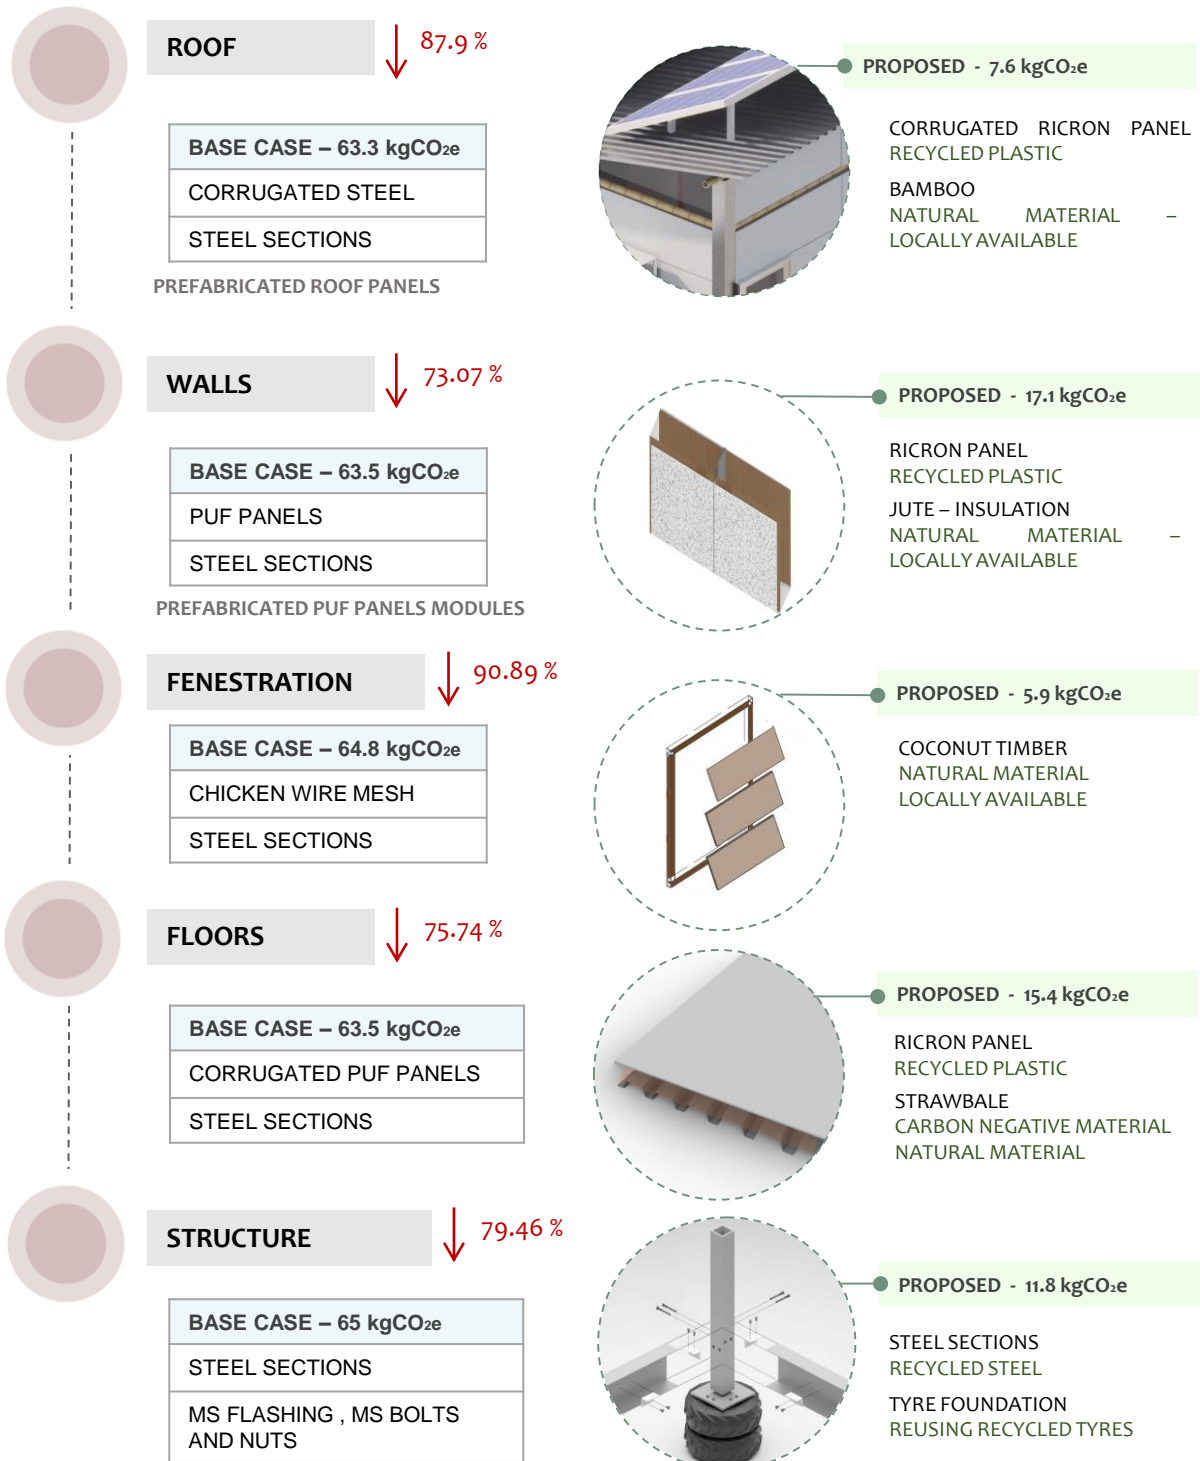 ROOF
87.9 %
BASE CASE – 63.3 kgCO2e
CORRUGATED STEEL
STEEL SECTIONS
PREFABRICATED ROOF PANELS
PROPOSED - 7.6 kgCO2e
CORRUGATED RICRON PANEL
RECYCLED PLASTIC
BAMBOO
NATURAL MATERIAL –
LOCALLY AVAILABLE
WALLS
73.07 %
BASE CASE – 63.5 kgCO2e
PUF PANELS
STEEL SECTIONS
PREFABRICATED PUF PANELS MODULES
PROPOSED - 17.1 kgCO2e
RICRON PANEL
RECYCLED PLASTIC
JUTE – INSULATION
NATURAL MATERIAL –
LOCALLY AVAILABLE
FENESTRATION
90.89 %
BASE CASE – 64.8 kgCO2e
CHICKEN WIRE MESH
STEEL SECTIONS
PROPOSED - 5.9 kgCO2e
COCONUT TIMBER
NATURAL MATERIAL
LOCALLY AVAILABLE
FLOORS
75.74 %
BASE CASE – 63.5 kgCO2e
CORRUGATED PUF PANELS
STEEL SECTIONS
PROPOSED - 15.4 kgCO2e
RICRON PANEL
RECYCLED PLASTIC
STRAWBALE
CARBON NEGATIVE MATERIAL
NATURAL MATERIAL
STRUCTURE
79.46 %
BASE CASE – 65 kgCO2e
STEEL SECTIONS
MS FLASHING , MS BOLTS
AND NUTS
PROPOSED - 11.8 kgCO2e
STEEL SECTIONS
RECYCLED STEEL
TYRE FOUNDATION
REUSING RECYCLED TYRES